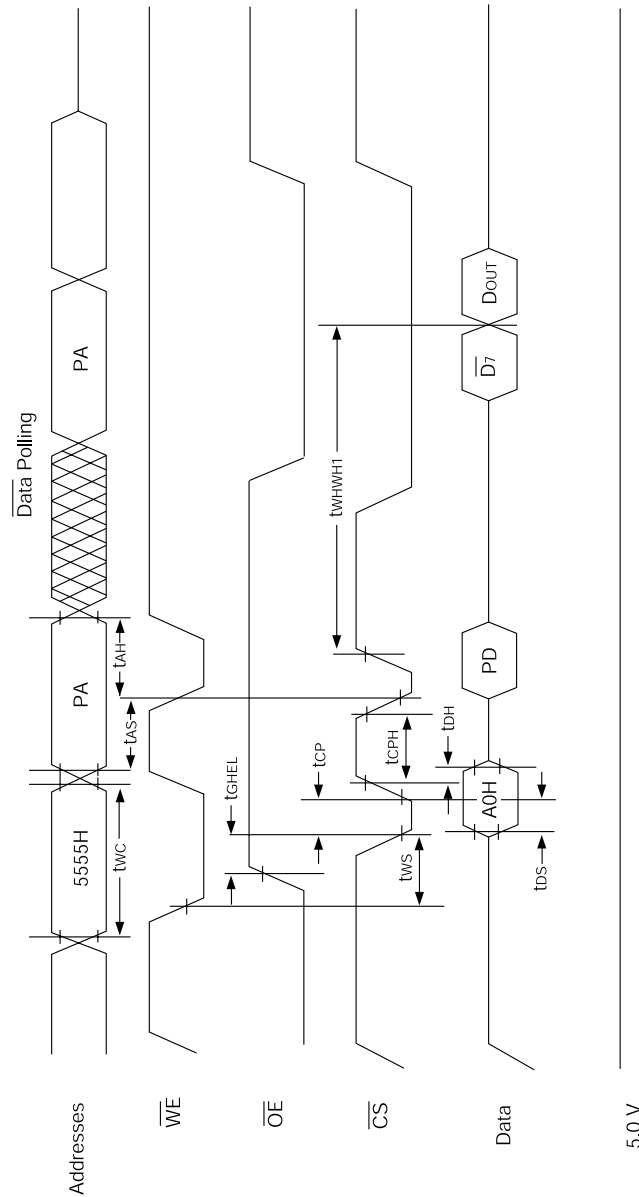 Data Polling
Addresses
5555H
PA
PA
tWC
tAS
tAH
WE
OE
tGHEL
CS
tWS
tCP
tCPH
tWHWH1
tDH
Data
A0H
PD
D7
DOUT
tDS
5.0 V